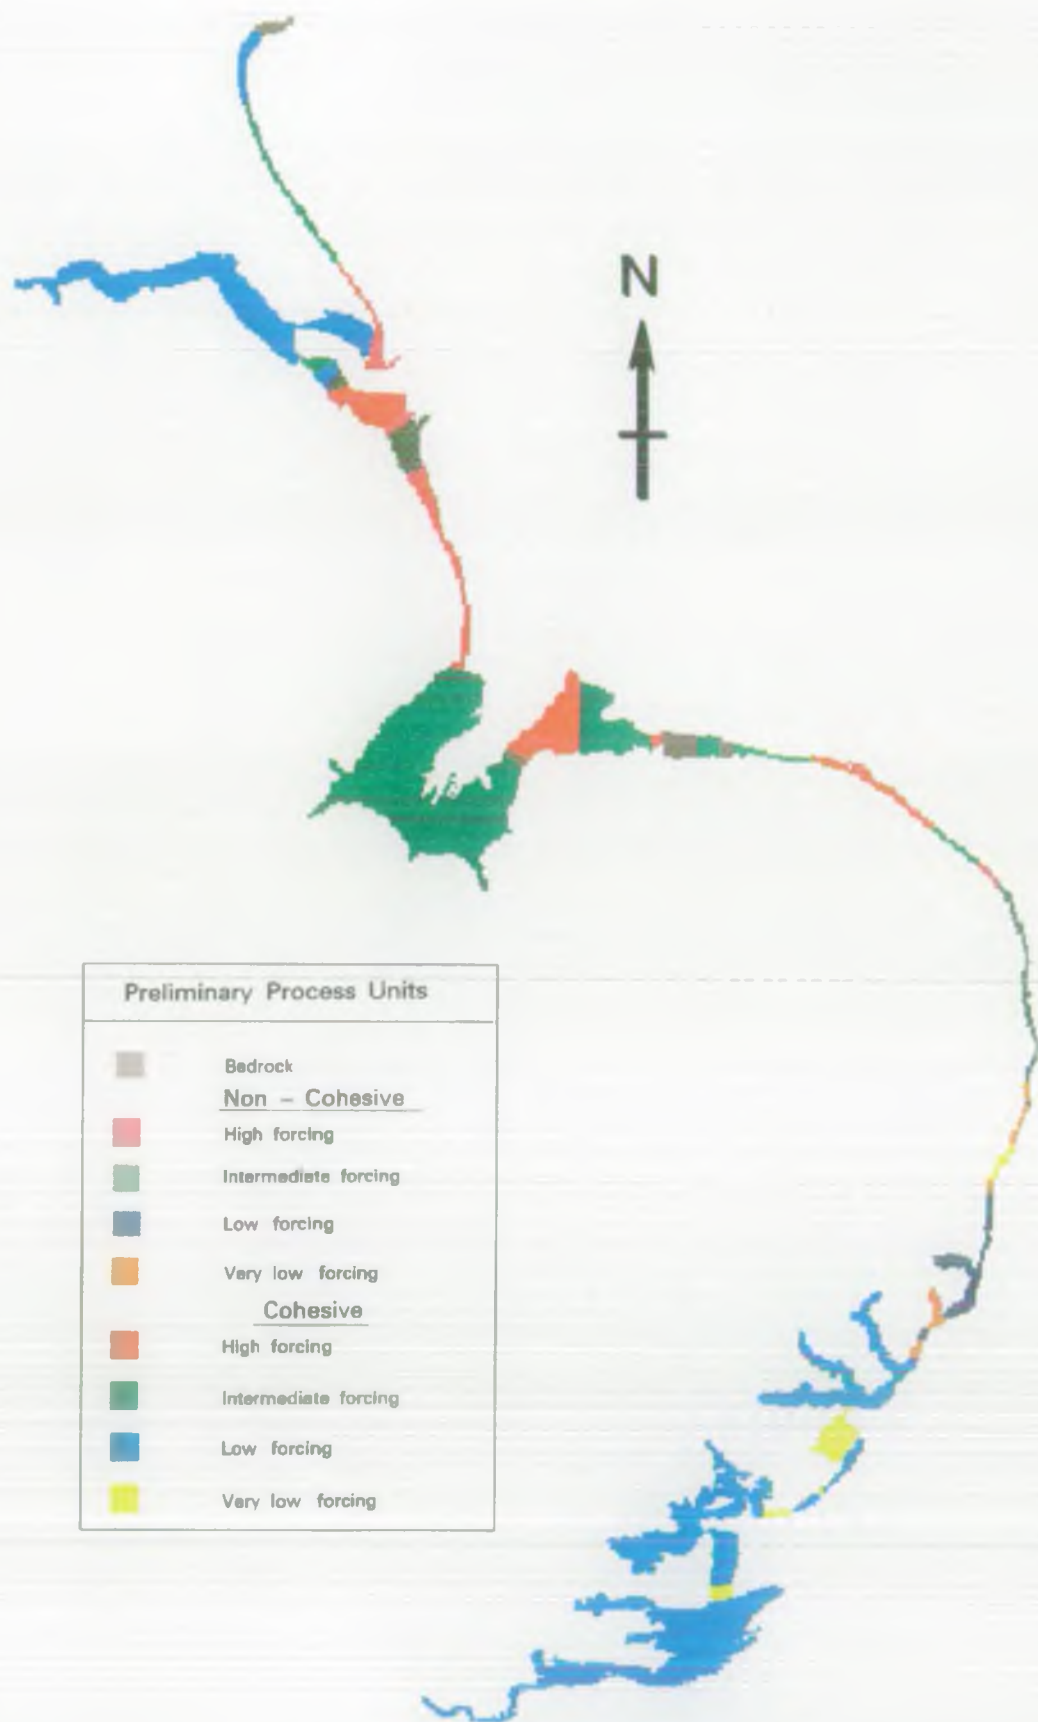 N
Preliminary Process Units
Bedrock
Non - Cohesive
High forcing
Intermediate forcing
Low forcing
Very low forcing
Cohesive
High forcing
Intermediate forcing
Low forcing
Very low forcing